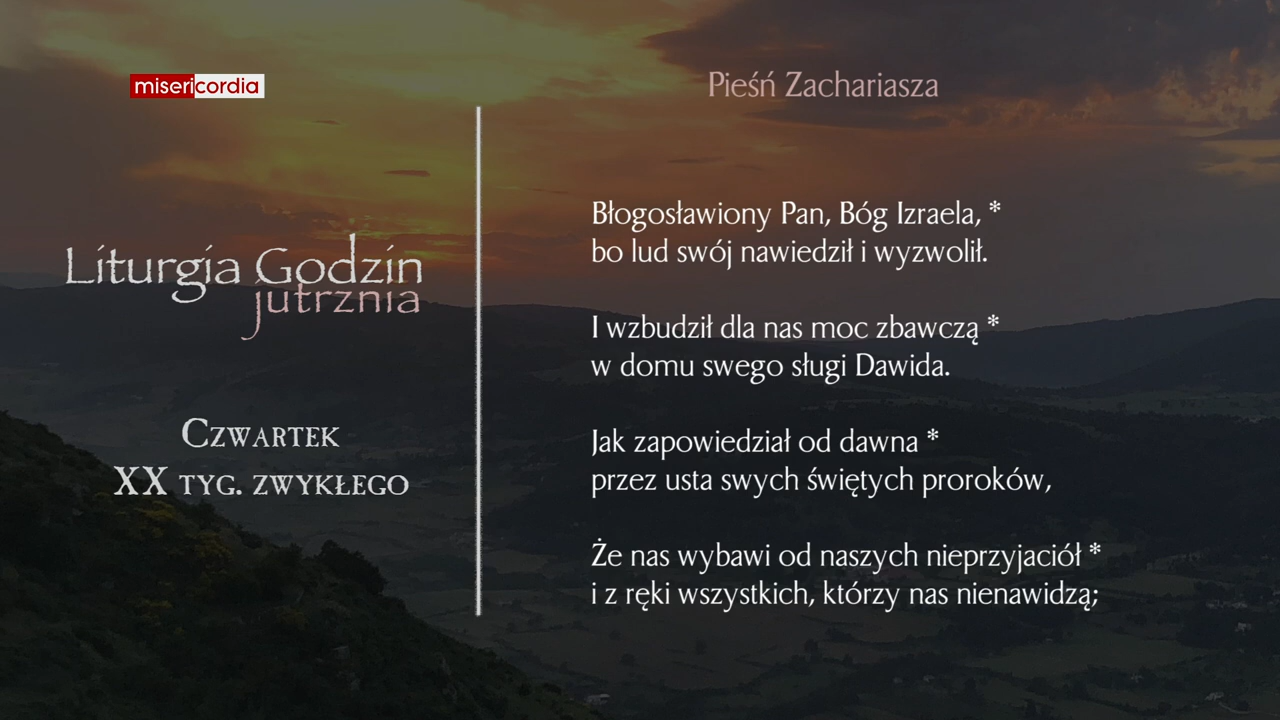 misericordia
Liturgia Godzin
jutrznia
Czwartek
XX tyg. zwykłego
Pieśń Zachariasza
Błogosławiony Pan, Bóg Izraela, *
bo lud swój nawiedził i wyzwolił.
I wzbudził dla nas moc zbawczą *
w domu swego sługi Dawida.
Jak zapowiedział od dawna *
przez usta swych świętych proroków,
Że nas wybawi od naszych nieprzyjaciół *
i z ręki wszystkich, którzy nas nienawidzą;